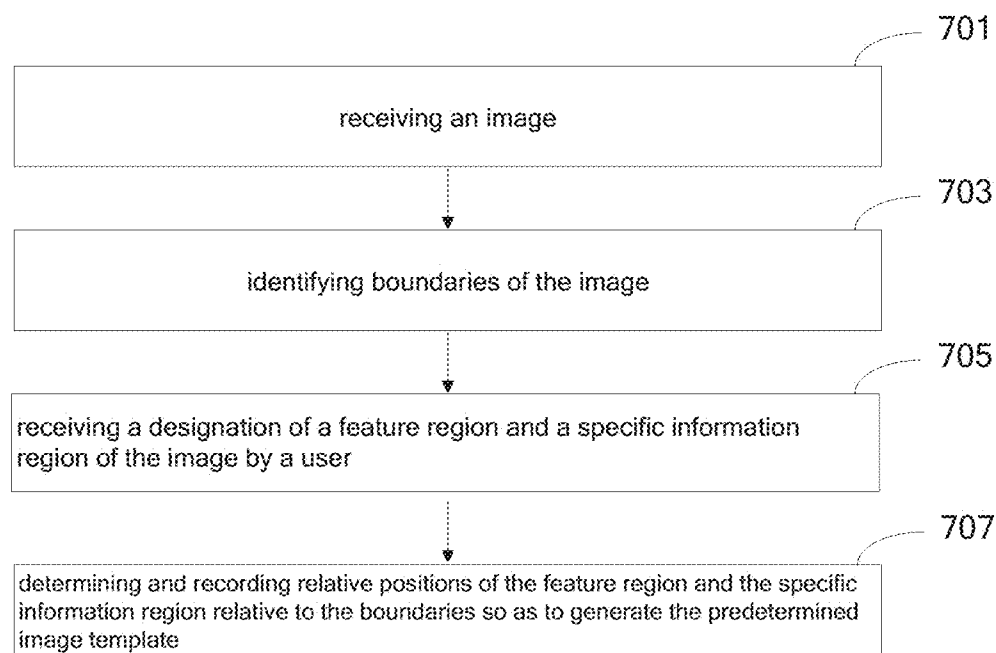 701
receiving an image
703
identifying boundaries of the image
705
receiving a designation of a feature region and a specific information
region of the image by a user
707
determining and recording relative positions of the feature region and the specific
information region relative to the boundaries so as to generate the predetermined
image template